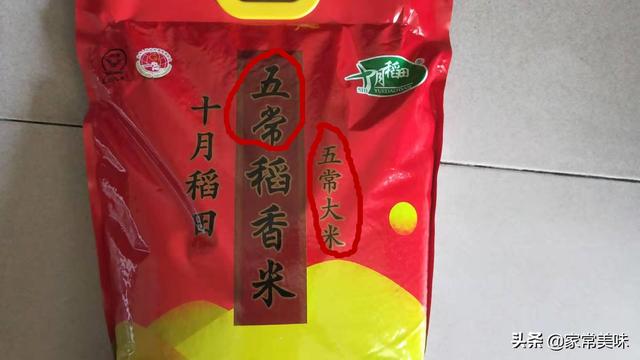 十月稻田
五常稻香米
五常大米
十月稻田
头条 @家常美味